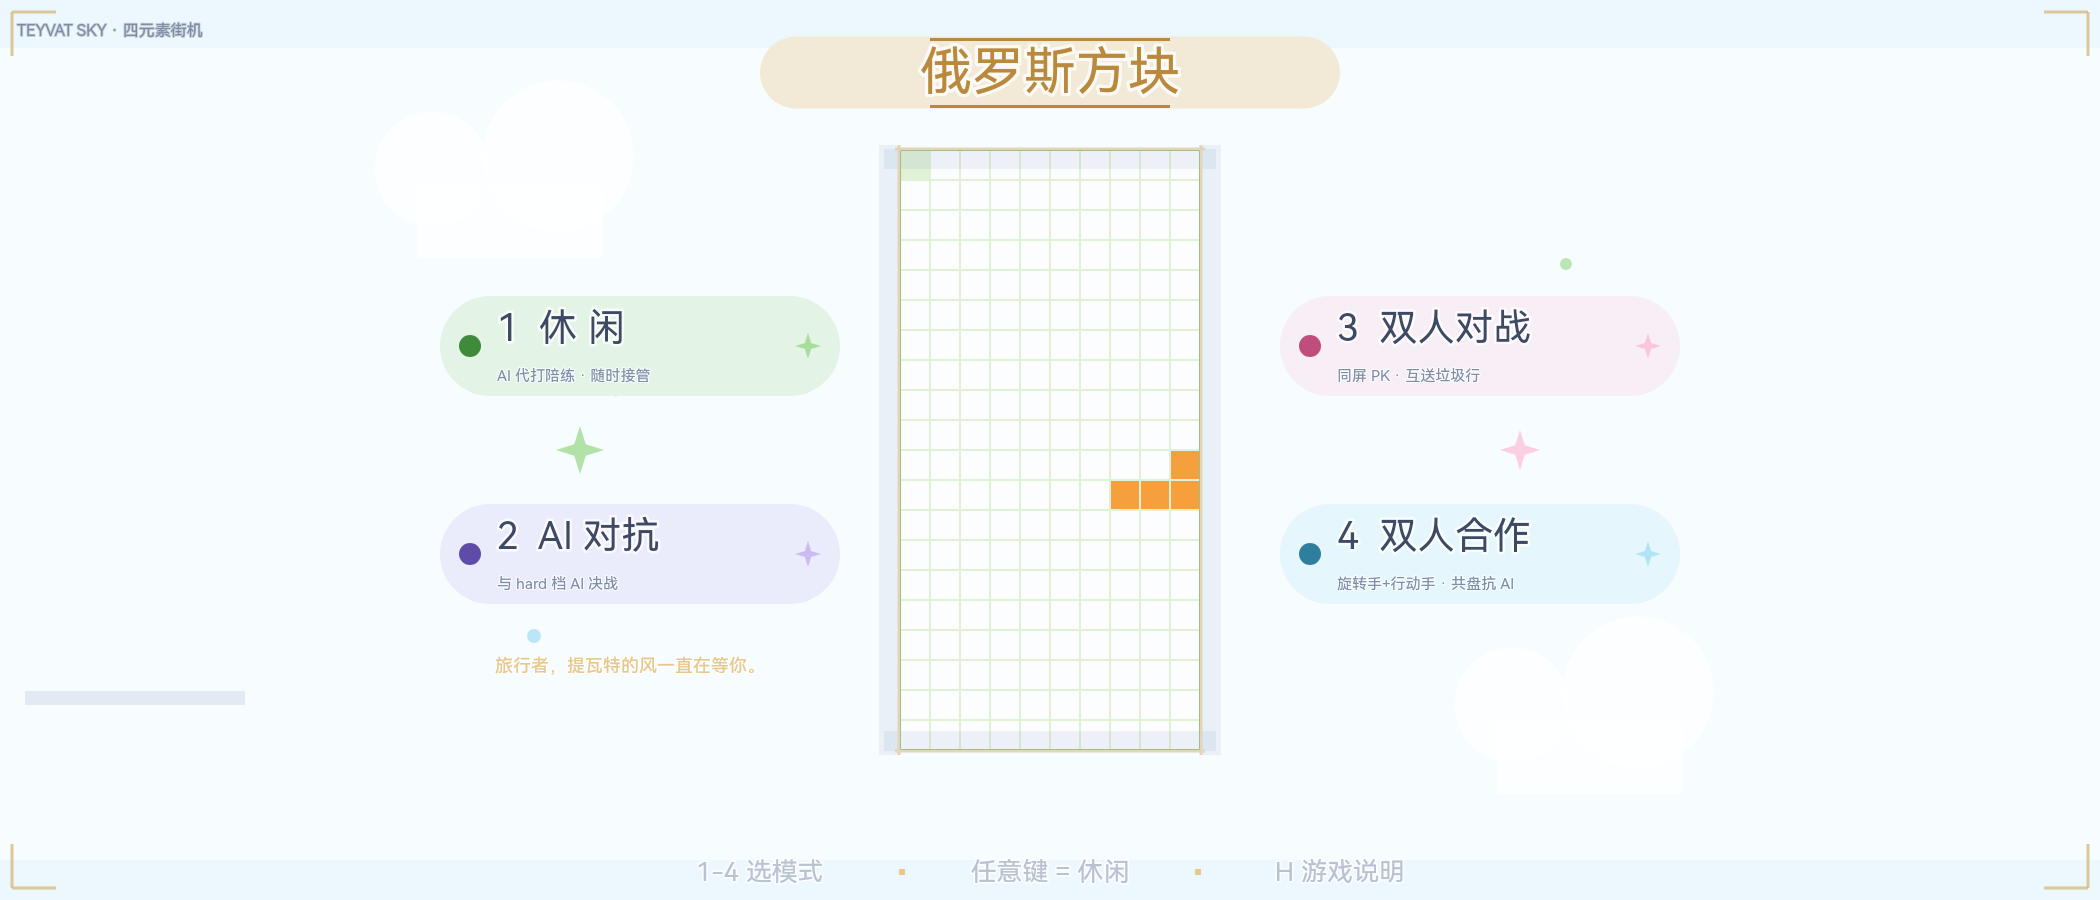 TEYVAT SKY · 四元素街机
俄罗斯方块
1 休 闲
AI 代打陪练 · 随时接管
2 AI 对抗
与 hard 档 AI 决战
旅行者，提瓦特的风一直在等你。
3 双人对战
同屏 PK · 互送垃圾行
4 双人合作
旋转手+行动手 · 共盘抗 AI
1-4 选模式 · 任意键 = 休闲 · H 游戏说明